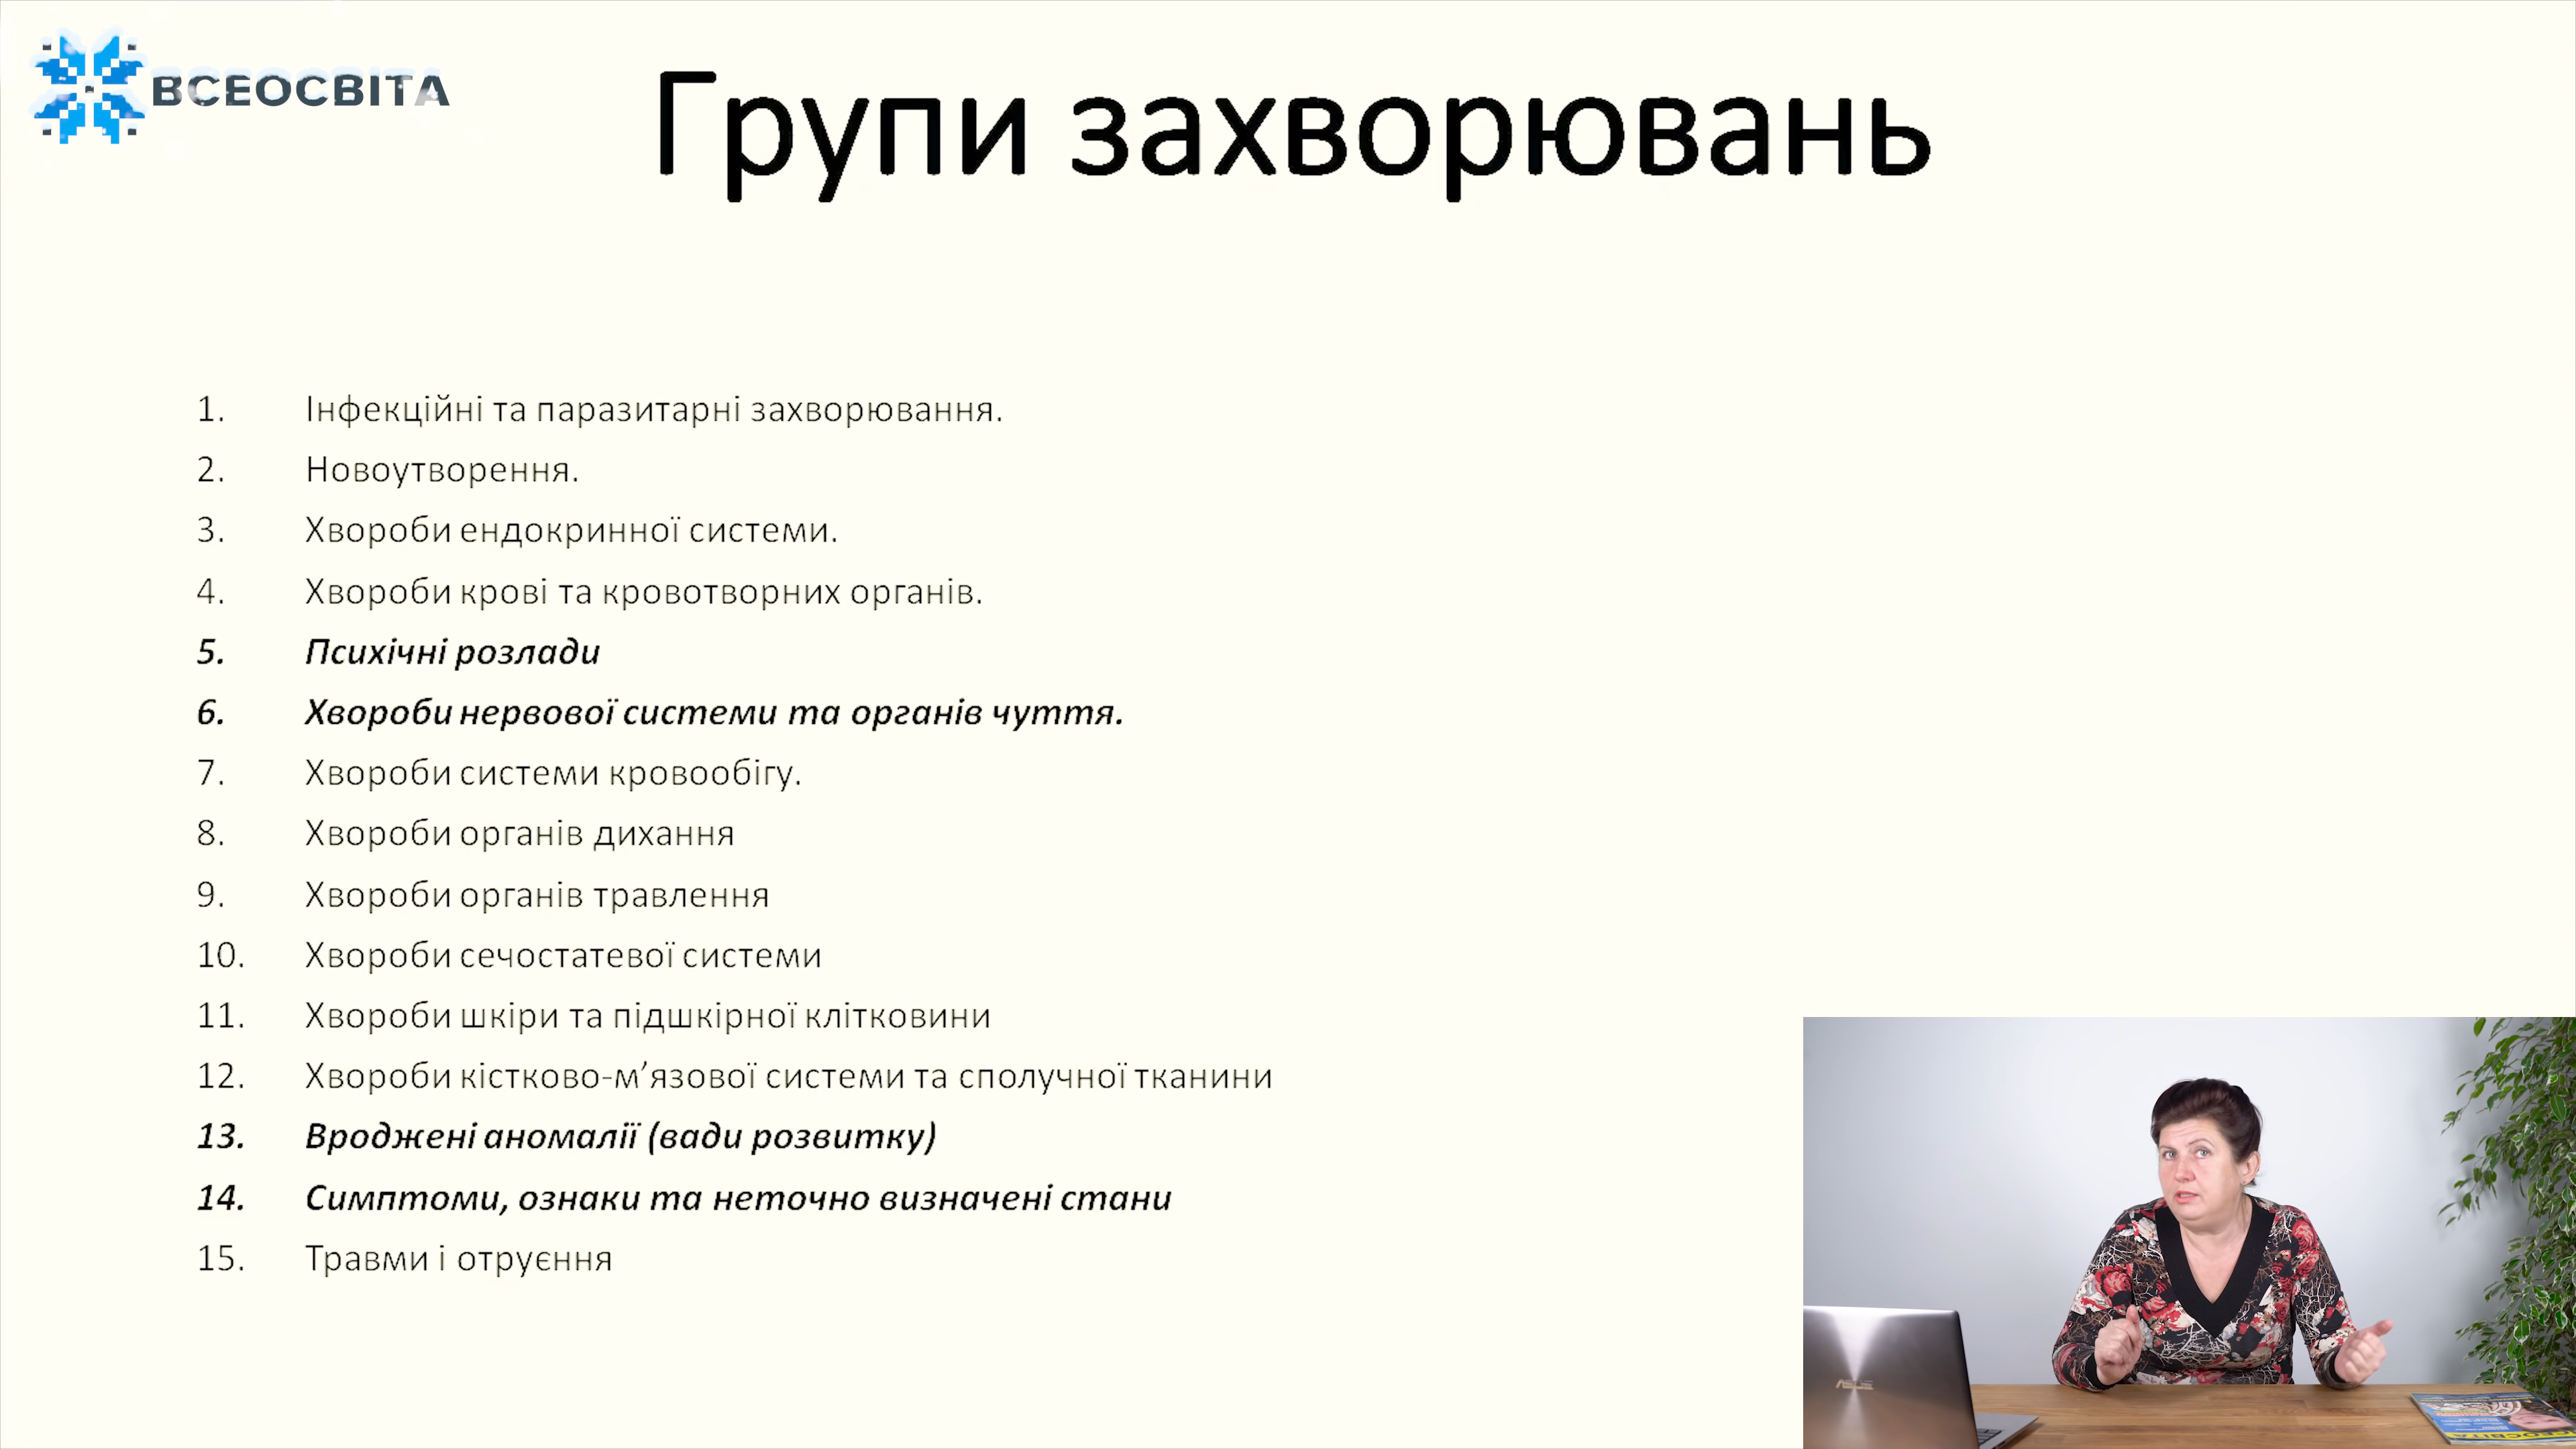 ВСЕОСВІТА
Групи захворювань
1. Інфекційні та паразитарні захворювання.
2. Новоутворення.
3. Хвороби ендокринної системи.
4. Хвороби крові та кровотворних органів.
5. Психічні розлади
6. Хвороби нервової системи та органів чуття.
7. Хвороби системи кровообігу.
8. Хвороби органів дихання
9. Хвороби органів травлення
10. Хвороби сечостатевої системи
11. Хвороби шкіри та підшкірної клітковини
12. Хвороби кістково-м’язової системи та сполучної тканини
13. Вроджені аномалії (вади розвитку)
14. Симптоми, ознаки та неточно визначені стани
15. Травми і отруєння